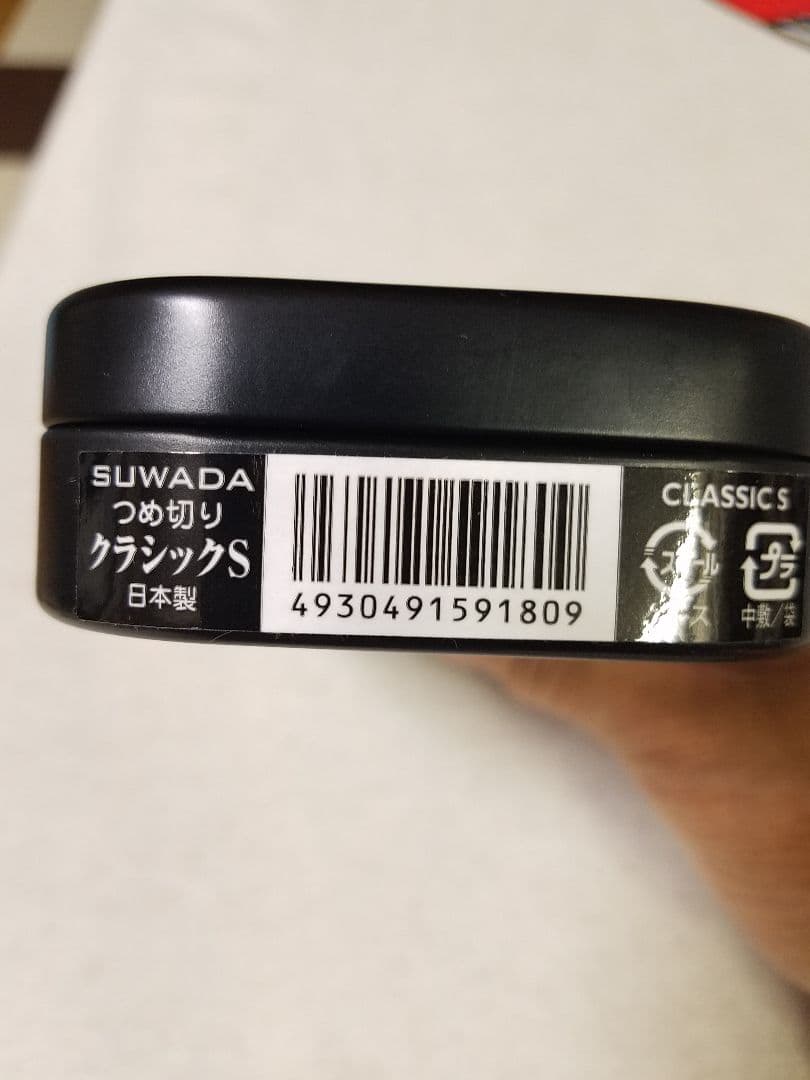 SUWADA
つめ切り
クラシックS
日本製
4930491591809
CLASSIC S
プラ
中敷/袋